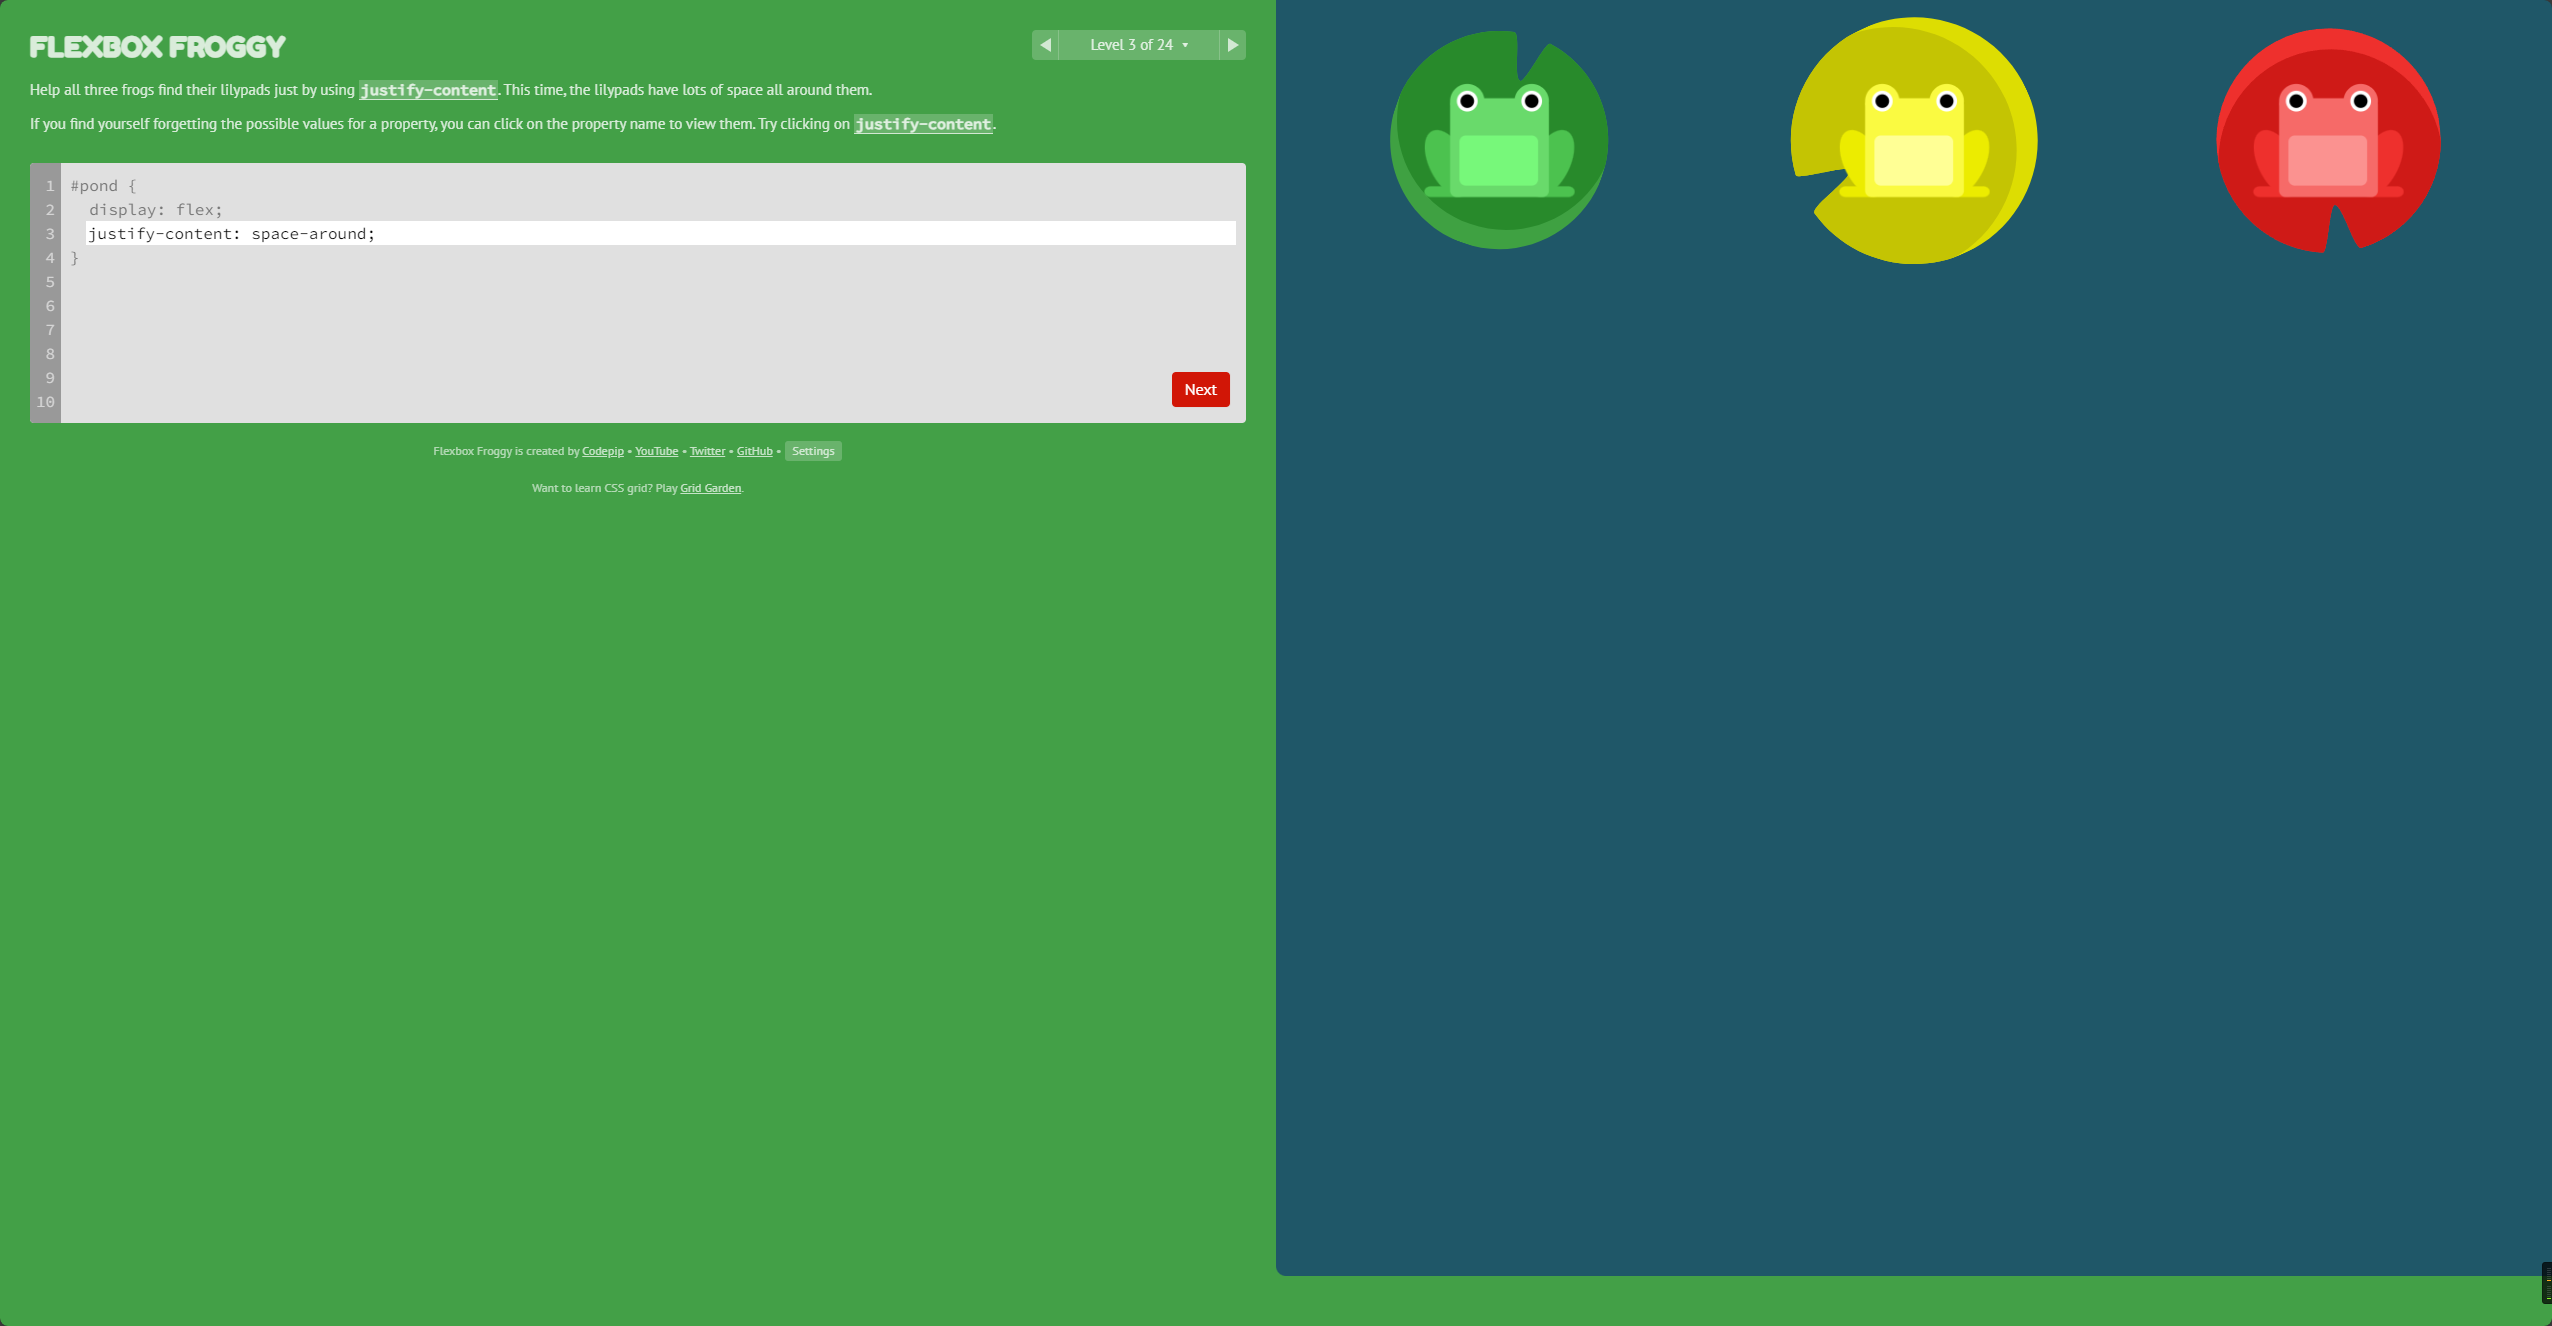 FLEXBOX FROGGY
◀ Level 3 of 24 ▾ ▶
Help all three frogs find their lilypads just by using justify-content. This time, the lilypads have lots of space all around them.
If you find yourself forgetting the possible values for a property, you can click on the property name to view them. Try clicking on justify-content.
1 #pond {
2   display: flex;
3   justify-content: space-around;
4 }
5
6
7
8
9
10
Next
Flexbox Froggy is created by Codepip • YouTube • Twitter • GitHub • Settings
Want to learn CSS grid? Play Grid Garden.